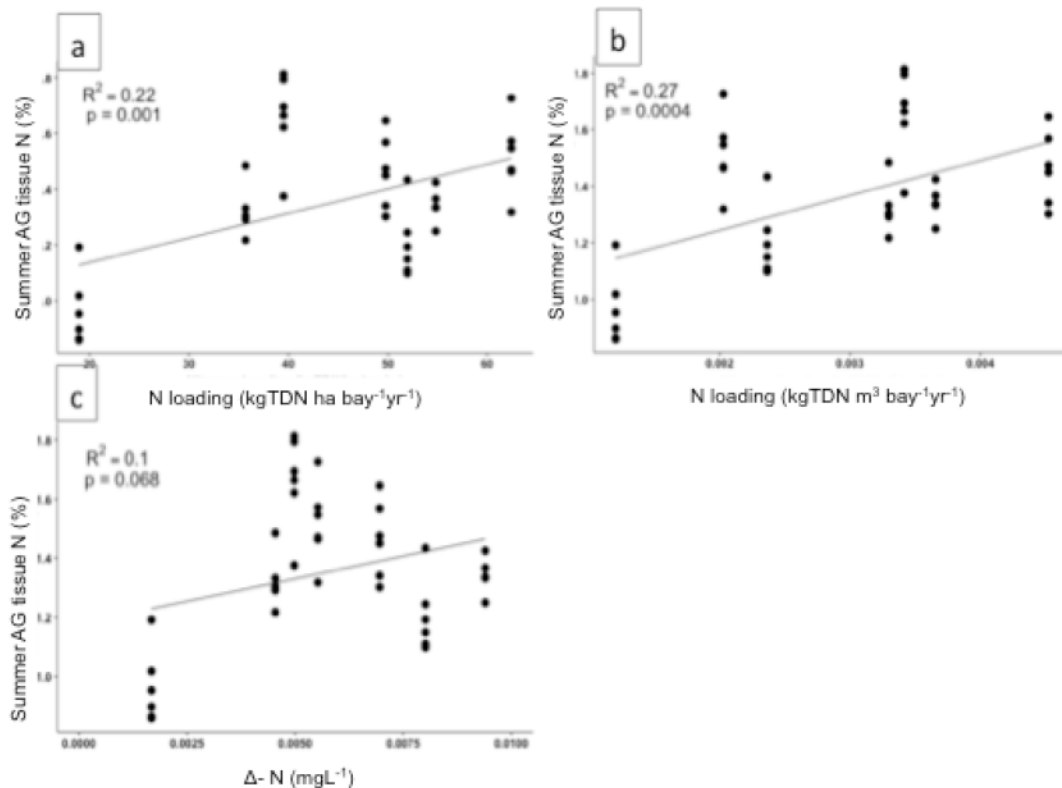 a
R² = 0.22
p = 0.001
Summer AG tissue N (%)
.8
.6
.4
.2
.0
20
30
40
50
60
N loading (kgTDN ha bay⁻¹yr⁻¹)
b
R² = 0.27
p = 0.0004
Summer AG tissue N (%)
1.8
1.6
1.4
1.2
1.0
0.002
0.003
0.004
N loading (kgTDN m³ bay⁻¹yr⁻¹)
c
R² = 0.1
p = 0.068
Summer AG tissue N (%)
1.8
1.6
1.4
1.2
1.0
0.0000
0.0025
0.0050
0.0075
0.0100
Δ- N (mgL⁻¹)